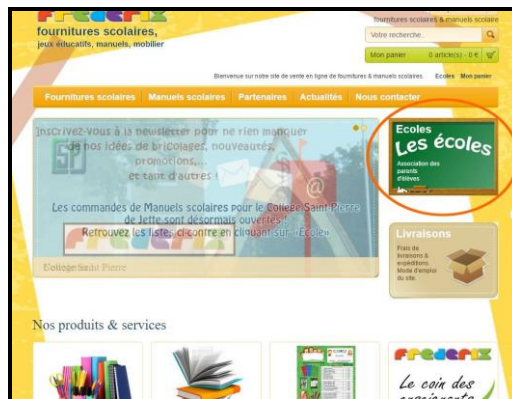 FREDERIX
fournitures scolaires,
jeux éducatifs, manuels, mobilier
fournitures scolaires & manuels scolaire
Votre recherche..
Mon panier 0 article(s) - 0 €
Bienvenue sur notre site de vente en ligne de fournitures & manuels scolaires. Ecoles Mon panier
Fournitures scolaires Manuels scolaires Partenaires Actualités Nous contacter
Inscrivez-vous à la newsletter pour ne rien manquer
de nos idées de bricolages, nouveautés,
promotions,...
et tant d'autres !
Les commandes de Manuels scolaires pour le Collège Saint-Pierre
de Jette sont désormais ouvertes !
Retrouvez les listes ci-contre en cliquant sur «Ecole»
FREDERIX
Saint Pierre
Ecoles
Les écoles
Association des
parents
d'élèves.
Livraisons
Frais de
livraisons &
expéditions.
Mode d'emploi
du site.
Nos produits & services
FREDERIX
Le coin des
enseignants